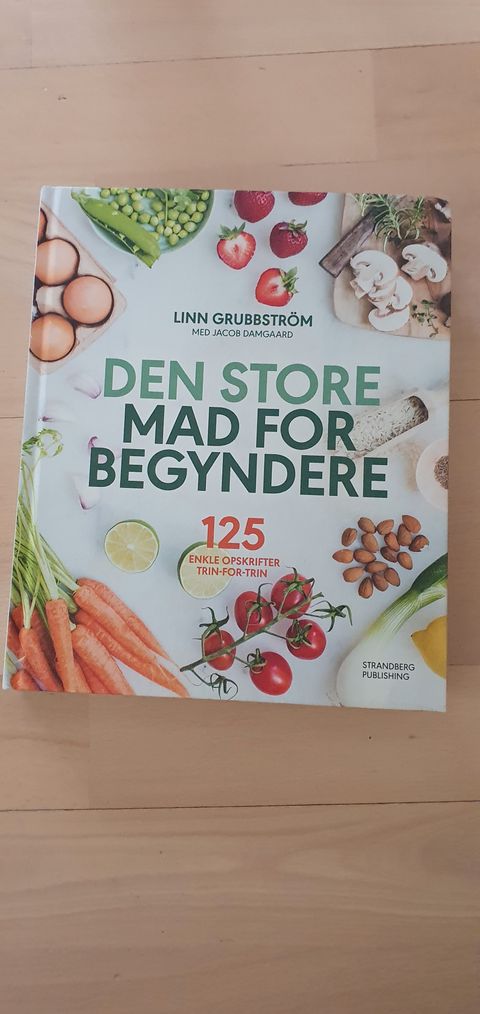 LINN GRUBBSTRÖM
MED JACOB DAMGAARD
DEN STORE
MAD FOR
BEGYNDERE
125
ENKLE OPSKRIFTER
TRIN-FOR-TRIN
STRANDBERG
PUBLISHING